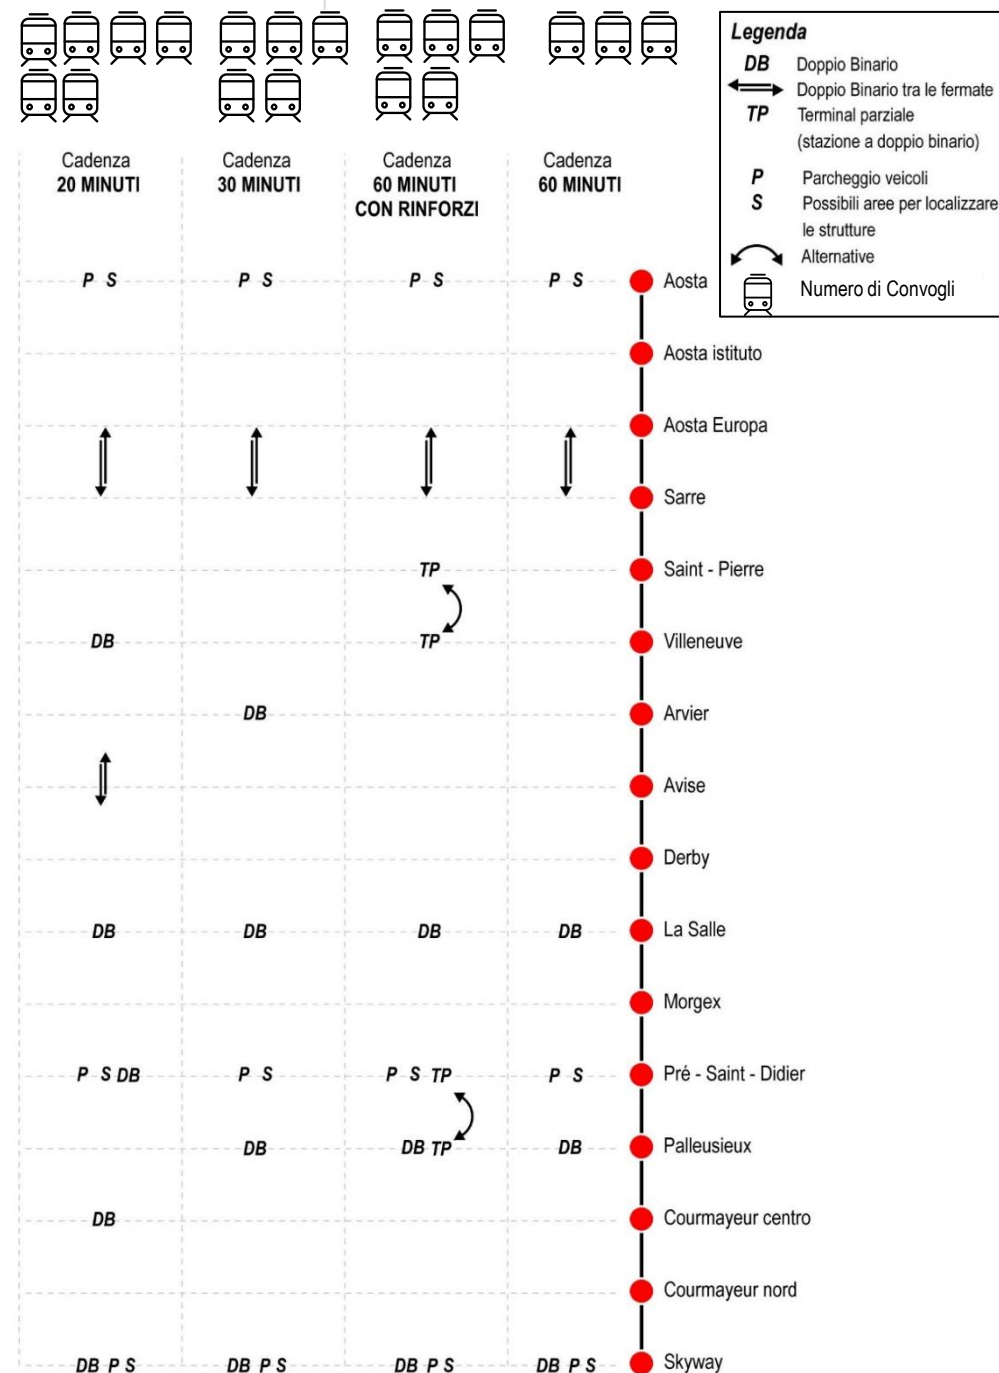 Legenda
DB Doppio Binario
Doppio Binario tra le fermate
TP Terminal parziale
(stazione a doppio binario)
P Parcheggio veicoli
S Possibili aree per localizzare
le strutture
Alternative
Numero di Convogli
Cadenza
20 MINUTI
Cadenza
30 MINUTI
Cadenza
60 MINUTI
CON RINFORZI
Cadenza
60 MINUTI
P S P S P S P S Aosta
Aosta istituto
Aosta Europa
Sarre
TP Saint - Pierre
DB TP Villeneuve
DB Arvier
Avise
Derby
DB DB DB DB La Salle
Morgex
P S DB P S P S TP P S Pré - Saint - Didier
DB DB TP DB Palleusieux
DB Courmayeur centro
Courmayeur nord
DB P S DB P S DB P S DB P S Skyway